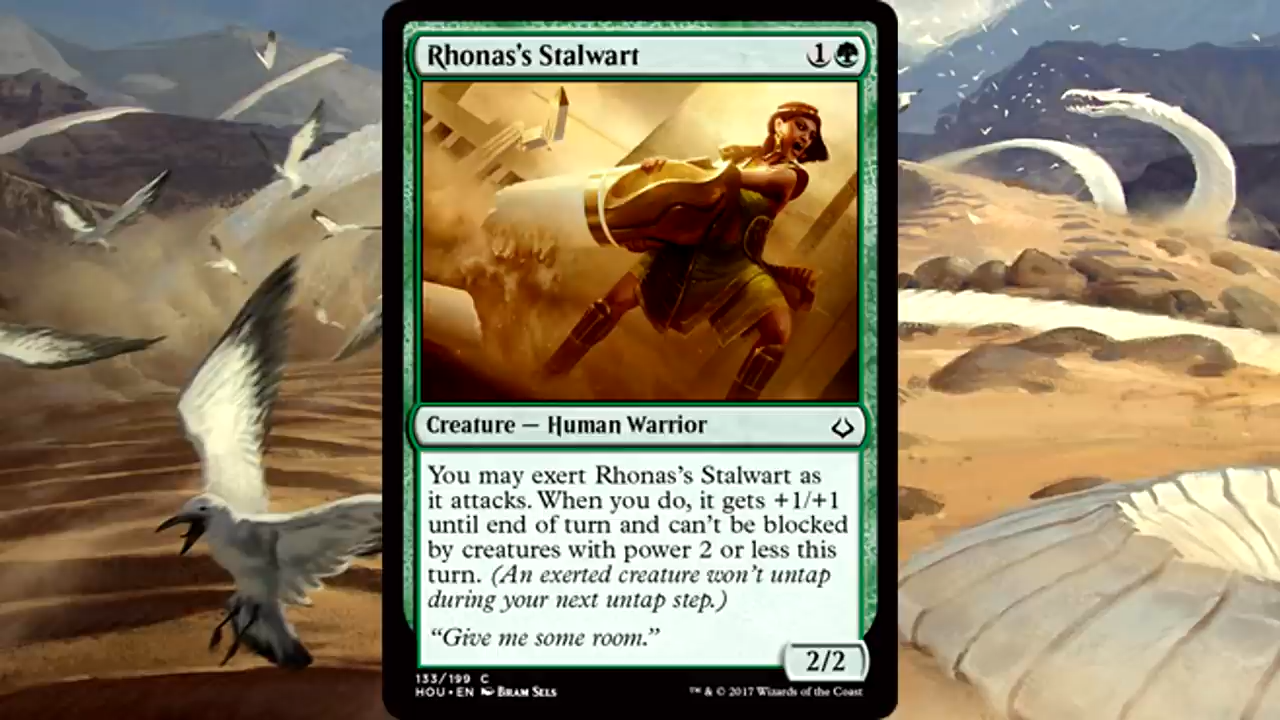 Rhonas's Stalwart 1
Creature — Human Warrior
You may exert Rhonas's Stalwart as
it attacks. When you do, it gets +1/+1
until end of turn and can't be blocked
by creatures with power 2 or less this
turn. (An exerted creature won't untap
during your next untap step.)
"Give me some room."
2/2
133/199 C
HOU • EN Bram Sels
™ & © 2017 Wizards of the Coast